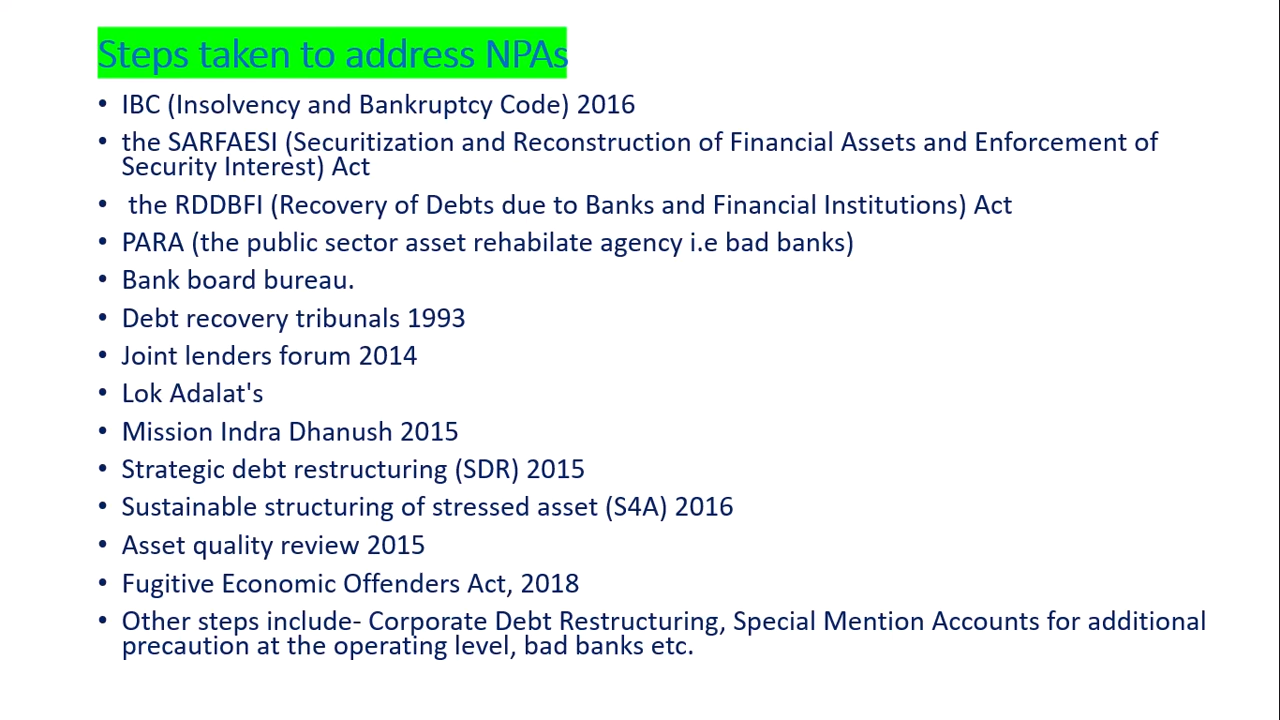 Steps taken to address NPAs
• IBC (Insolvency and Bankruptcy Code) 2016
• the SARFAESI (Securitization and Reconstruction of Financial Assets and Enforcement of
Security Interest) Act
• the RDDBFI (Recovery of Debts due to Banks and Financial Institutions) Act
• PARA (the public sector asset rehabilate agency i.e bad banks)
• Bank board bureau.
• Debt recovery tribunals 1993
• Joint lenders forum 2014
• Lok Adalat's
• Mission Indra Dhanush 2015
• Strategic debt restructuring (SDR) 2015
• Sustainable structuring of stressed asset (S4A) 2016
• Asset quality review 2015
• Fugitive Economic Offenders Act, 2018
• Other steps include- Corporate Debt Restructuring, Special Mention Accounts for additional
precaution at the operating level, bad banks etc.